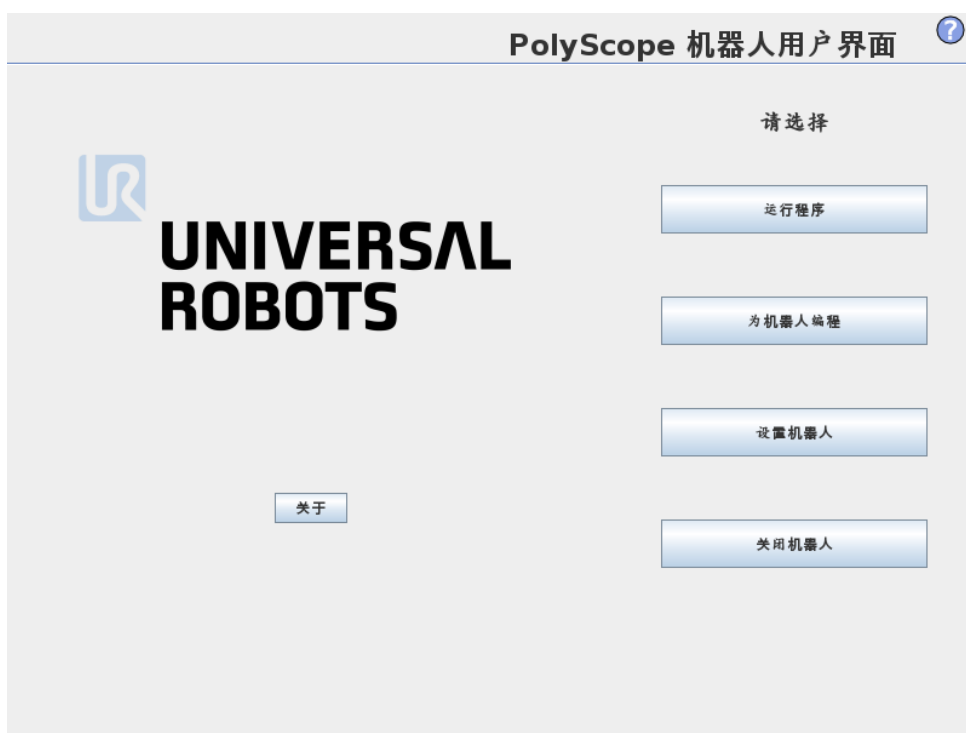 PolyScope 机器人用户界面
?
请选择
UR
UNIVERSAL
ROBOTS
运行程序
为机器人编程
设置机器人
关于
关闭机器人